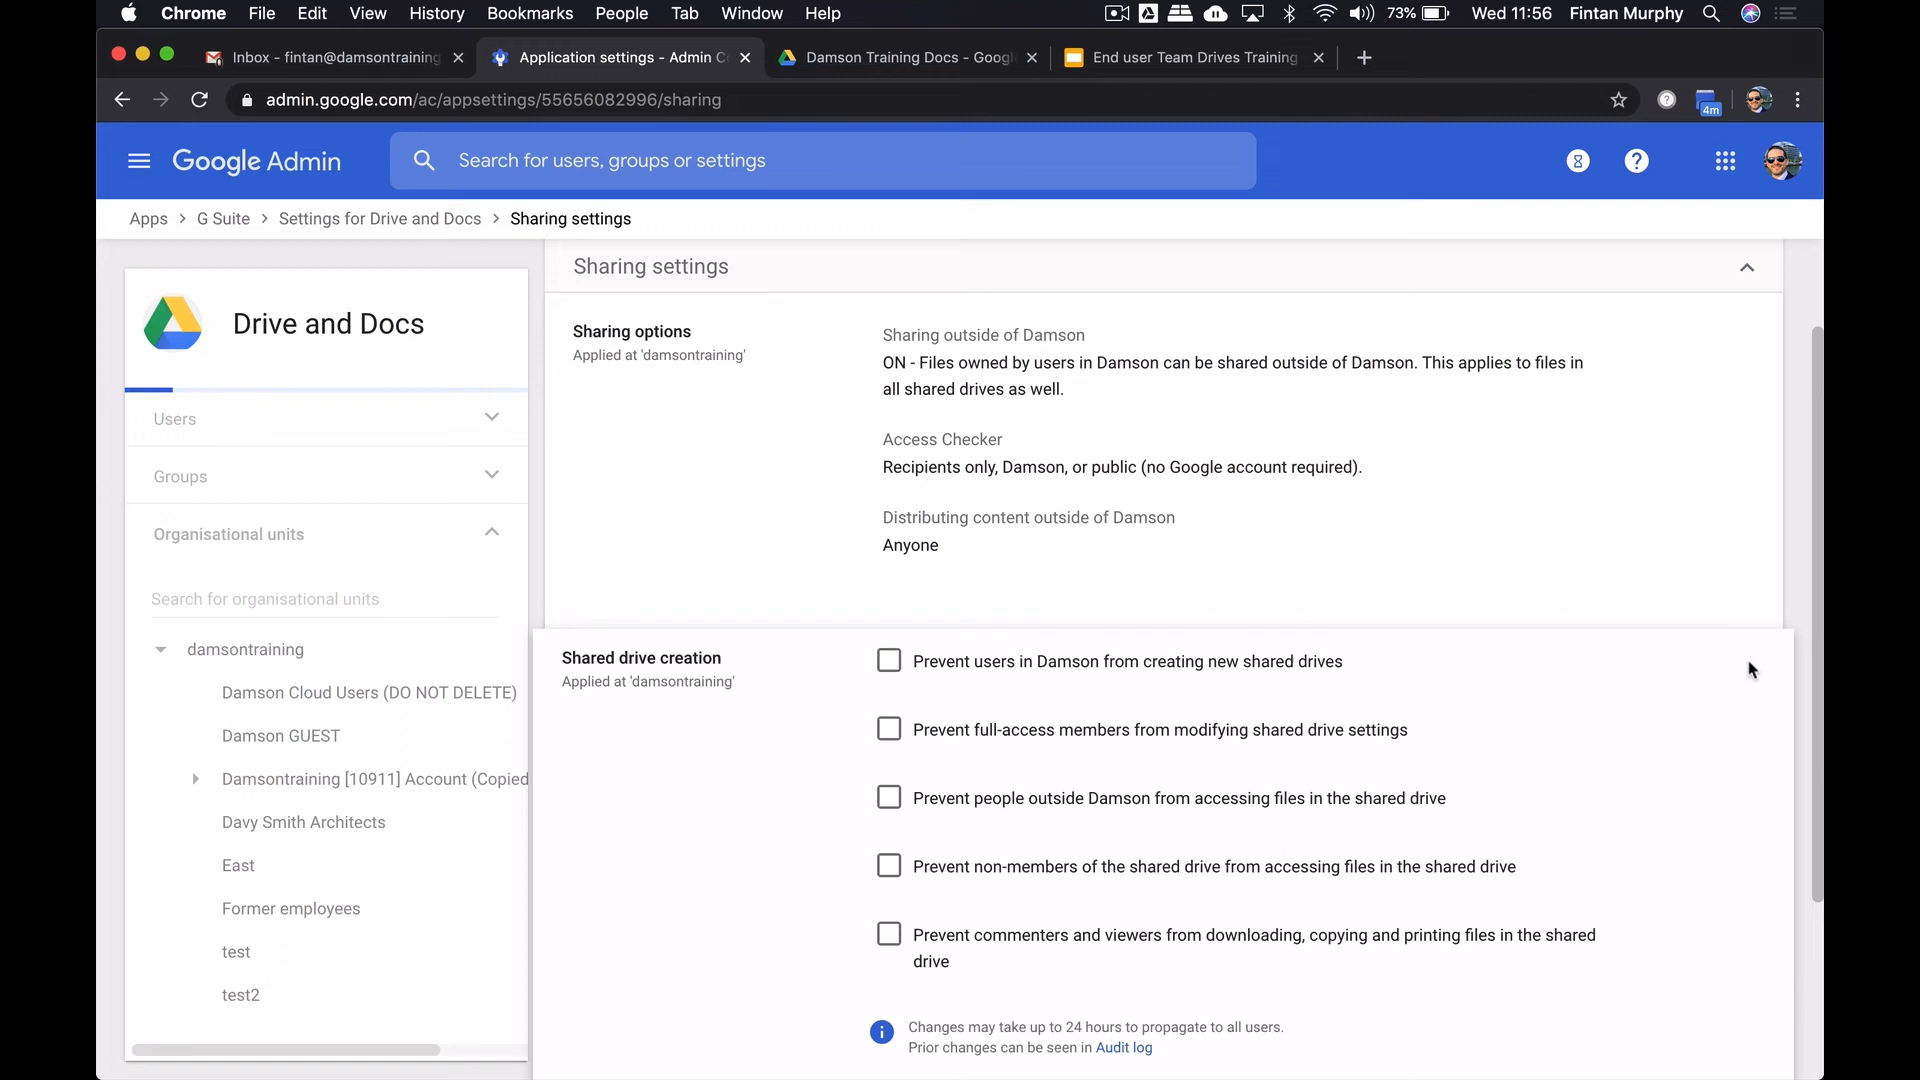 Chrome File Edit View History Bookmarks People Tab Window Help 73% Wed 11:56 Fintan Murphy
Inbox - fintan@damsontraining Application settings - Admin C Damson Training Docs - Googl End user Team Drives Training
admin.google.com/ac/appsettings/55656082996/sharing 4m
Google Admin Search for users, groups or settings
Apps > G Suite > Settings for Drive and Docs > Sharing settings
Drive and Docs
Users
Groups
Organisational units
Search for organisational units
damsontraining
Damson Cloud Users (DO NOT DELETE)
Damson GUEST
Damsontraining [10911] Account (Copied
Davy Smith Architects
East
Former employees
test
test2
Sharing settings
Sharing options
Applied at 'damsontraining'
Sharing outside of Damson
ON - Files owned by users in Damson can be shared outside of Damson. This applies to files in
all shared drives as well.
Access Checker
Recipients only, Damson, or public (no Google account required).
Distributing content outside of Damson
Anyone
Shared drive creation
Applied at 'damsontraining'
Prevent users in Damson from creating new shared drives
Prevent full-access members from modifying shared drive settings
Prevent people outside Damson from accessing files in the shared drive
Prevent non-members of the shared drive from accessing files in the shared drive
Prevent commenters and viewers from downloading, copying and printing files in the shared
drive
Changes may take up to 24 hours to propagate to all users.
Prior changes can be seen in Audit log